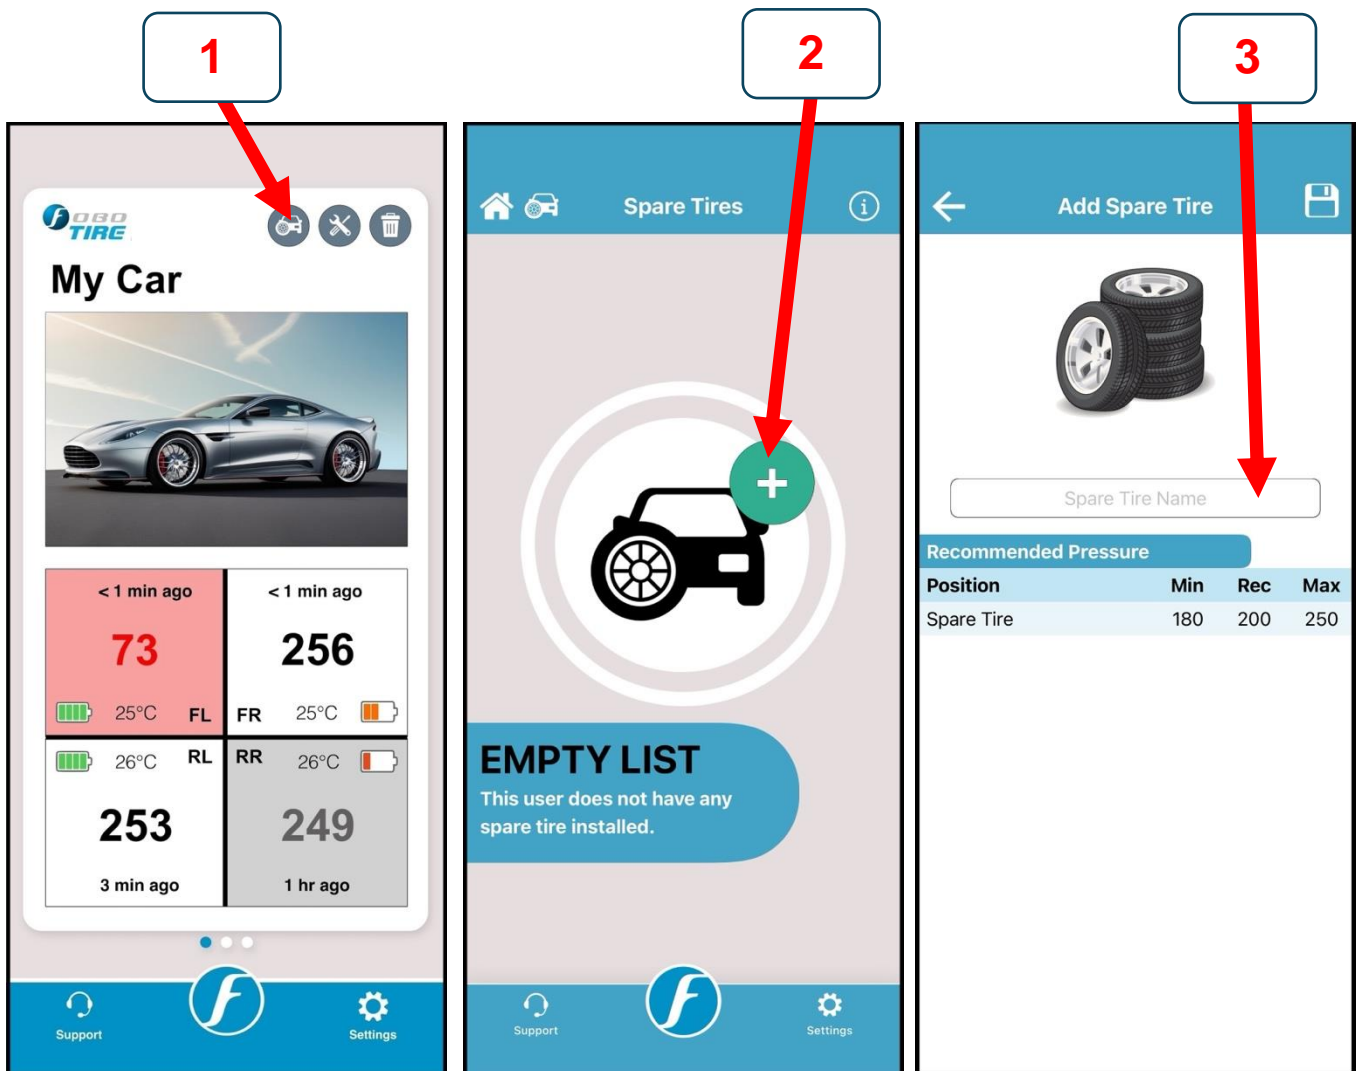 1
2
3
FOBO
TIRE
My Car
< 1 min ago
< 1 min ago
73
256
25°C
FL
FR
25°C
26°C
RL
RR
26°C
253
249
3 min ago
1 hr ago
Support
f
Settings
Spare Tires
i
+
EMPTY LIST
This user does not have any
spare tire installed.
Support
f
Settings
Add Spare Tire
Spare Tire Name
Recommended Pressure
Position Min Rec Max
Spare Tire 180 200 250